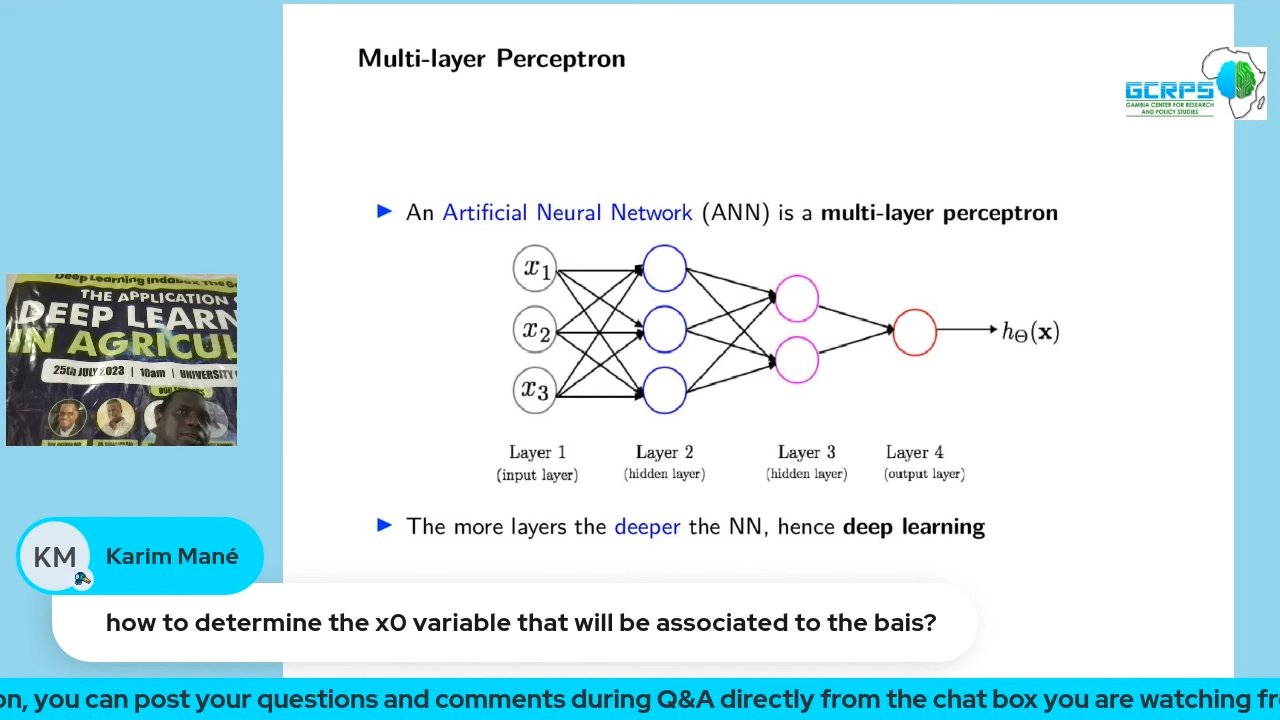 Multi-layer Perceptron
GCRPS
GAMBIA CENTER FOR RESEARCH
AND POLICY STUDIES
An Artificial Neural Network (ANN) is a multi-layer perceptron
x1
x2
x3
hΘ(x)
Layer 1
(input layer)
Layer 2
(hidden layer)
Layer 3
(hidden layer)
Layer 4
(output layer)
The more layers the deeper the NN, hence deep learning
Deep Learning
THE APPLICATION
DEEP LEARN
IN AGRICUL
25th JULY 2023 | 10am | UNIVERSITY
KM
Karim Mané
how to determine the x0 variable that will be associated to the bais?
on, you can post your questions and comments during Q&A directly from the chat box you are watching fr